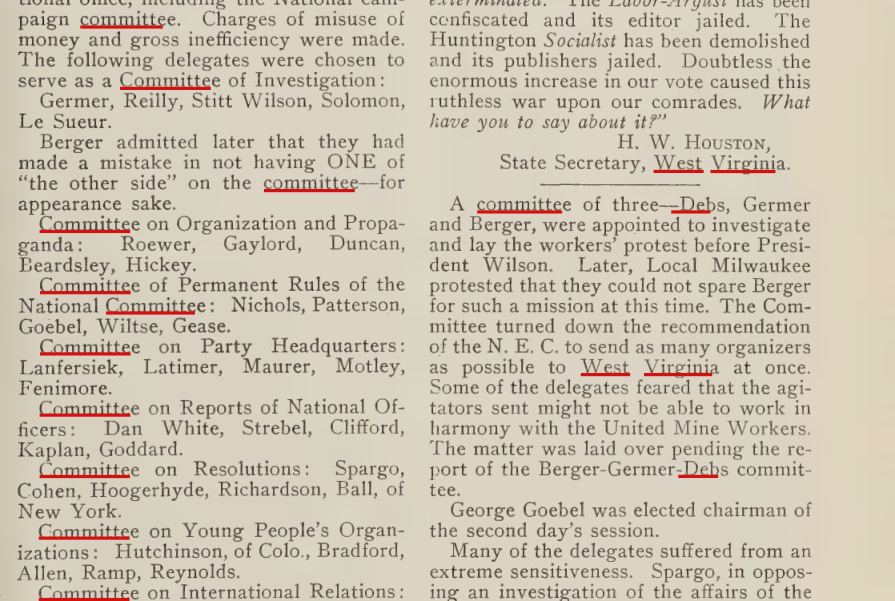 tional office, including the National Cam-
paign committee. Charges of misuse of
money and gross inefficiency were made.
The following delegates were chosen to
serve as a Committee of Investigation:
Germer, Reilly, Stitt Wilson, Solomon,
Le Sueur.
Berger admitted later that they had
made a mistake in not having ONE of
“the other side” on the committee—for
appearance sake.
Committee on Organization and Propa-
ganda: Roewer, Gaylord, Duncan,
Beardsley, Hickey.
Committee of Permanent Rules of the
National Committee: Nichols, Patterson,
Goebel, Wiltse, Gease.
Committee on Party Headquarters:
Lanfersiek, Latimer, Maurer, Motley,
Fenimore.
Committee on Reports of National Of-
ficers: Dan White, Strebel, Clifford,
Kaplan, Goddard.
Committee on Resolutions: Spargo,
Cohen, Hoogerhyde, Richardson, Ball, of
New York.
Committee on Young People's Organ-
izations: Hutchinson, of Colo., Bradford,
Allen, Ramp, Reynolds.
Committee on International Relations:
exterminated. The Labor-Argust has been
confiscated and its editor jailed. The
Huntington Socialist has been demolished
and its publishers jailed. Doubtless the
enormous increase in our vote caused this
ruthless war upon our comrades. What
have you to say about it?”
H. W. Houston,
State Secretary, West Virginia.
A committee of three—Debs, Germer
and Berger, were appointed to investigate
and lay the workers' protest before Presi-
dent Wilson. Later, Local Milwaukee
protested that they could not spare Berger
for such a mission at this time. The Com-
mittee turned down the recommendation
of the N. E. C. to send as many organizers
as possible to West Virginia at once.
Some of the delegates feared that the agi-
tators sent might not be able to work in
harmony with the United Mine Workers.
The matter was laid over pending the re-
port of the Berger-Germer-Debs commit-
tee.
George Goebel was elected chairman of
the second day's session.
Many of the delegates suffered from an
extreme sensitiveness. Spargo, in oppos-
ing an investigation of the affairs of the